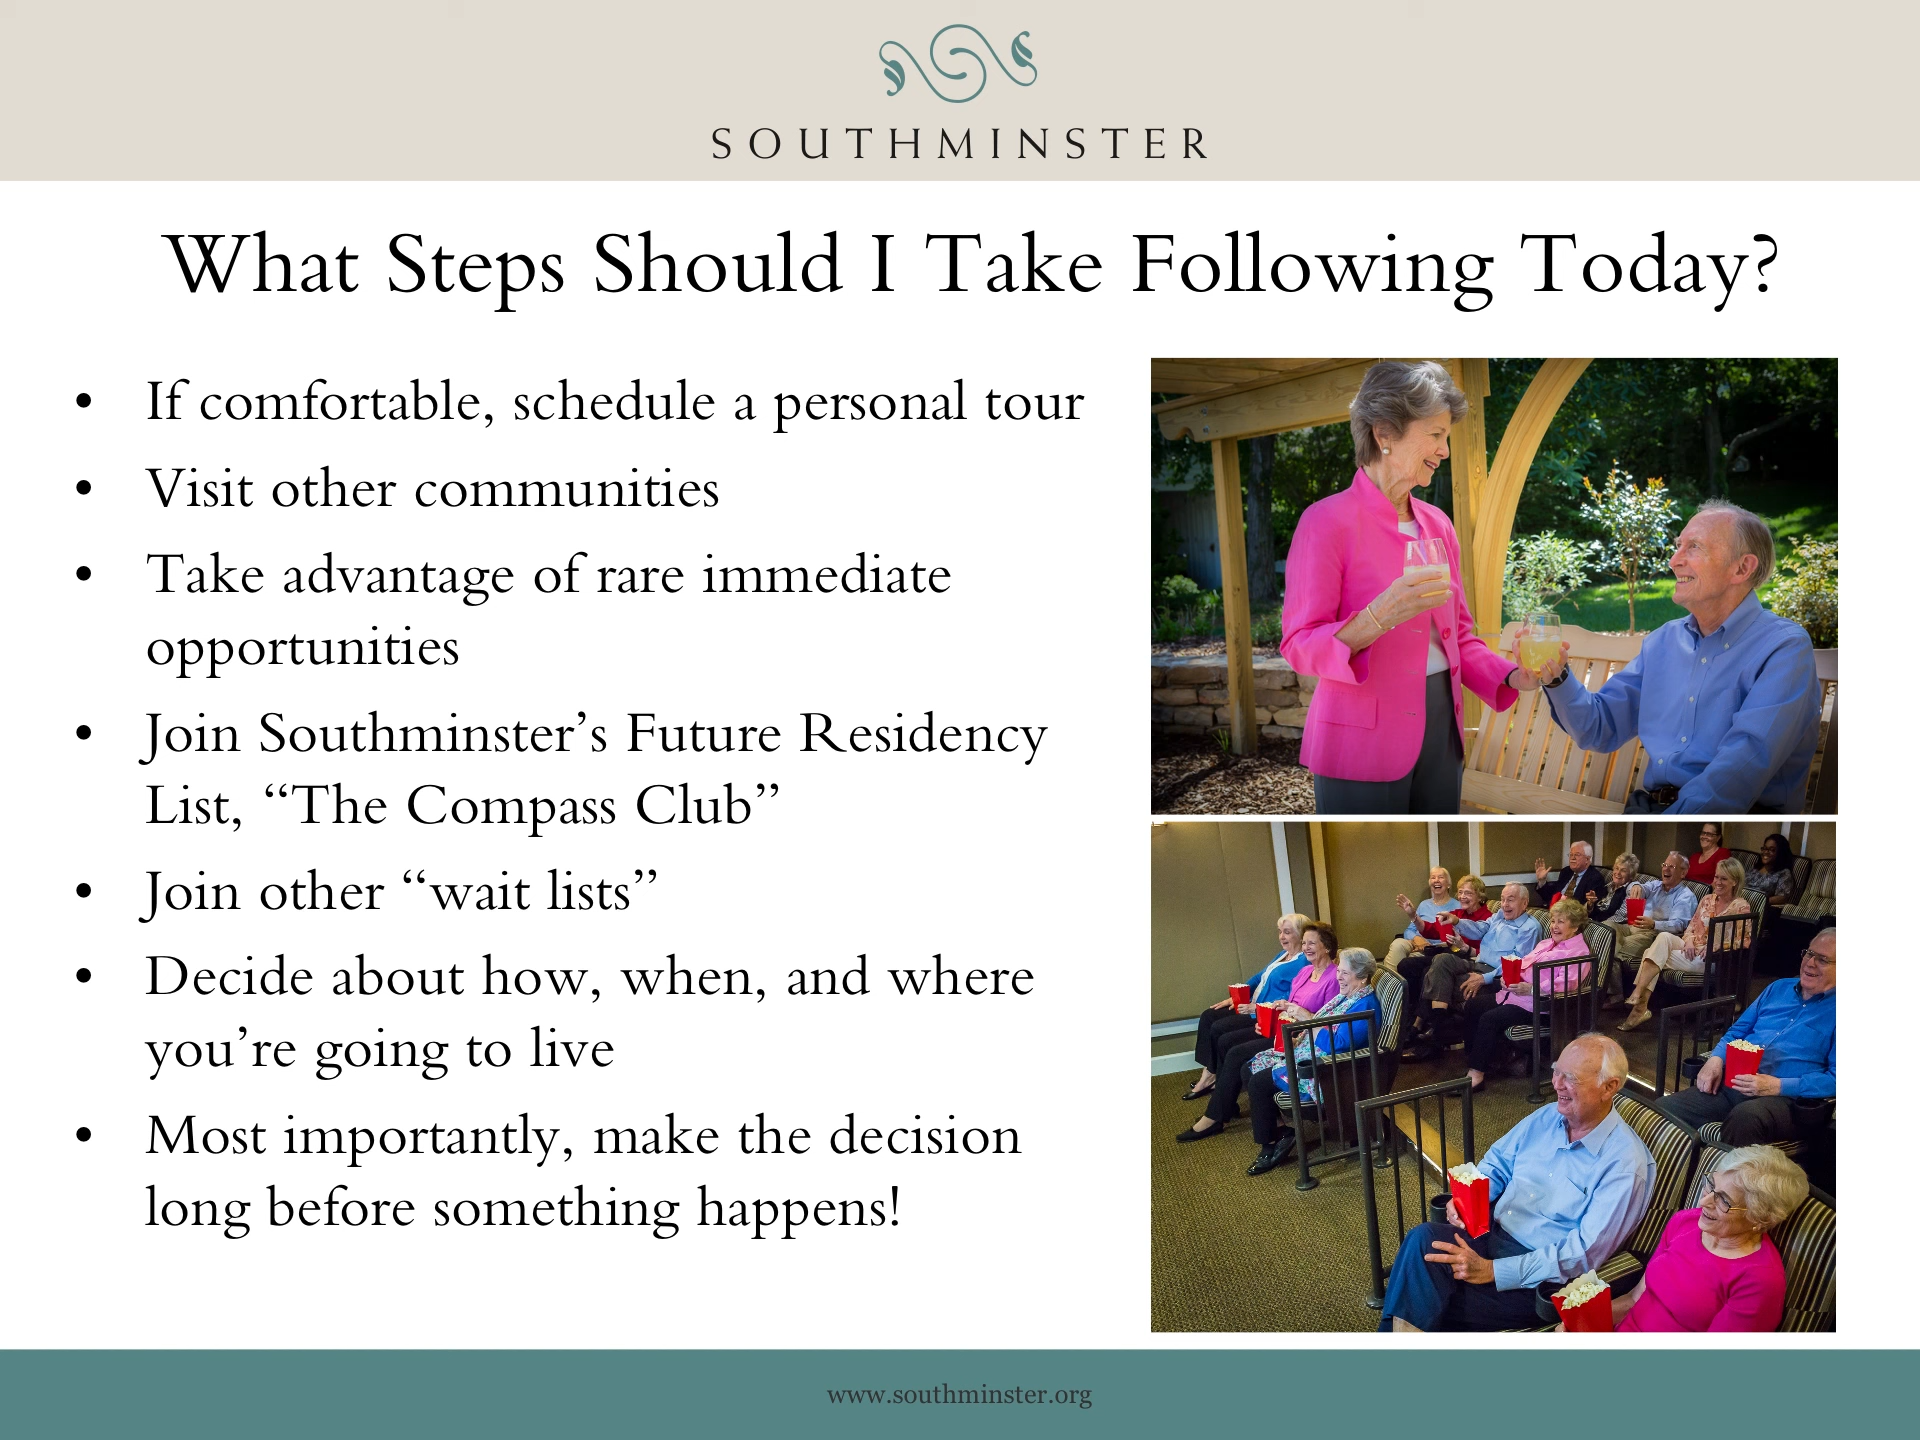 SOUTHMINSTER
What Steps Should I Take Following Today?
• If comfortable, schedule a personal tour
• Visit other communities
• Take advantage of rare immediate
opportunities
• Join Southminster’s Future Residency
List, “The Compass Club”
• Join other “wait lists”
• Decide about how, when, and where
you’re going to live
• Most importantly, make the decision
long before something happens!
www.southminster.org